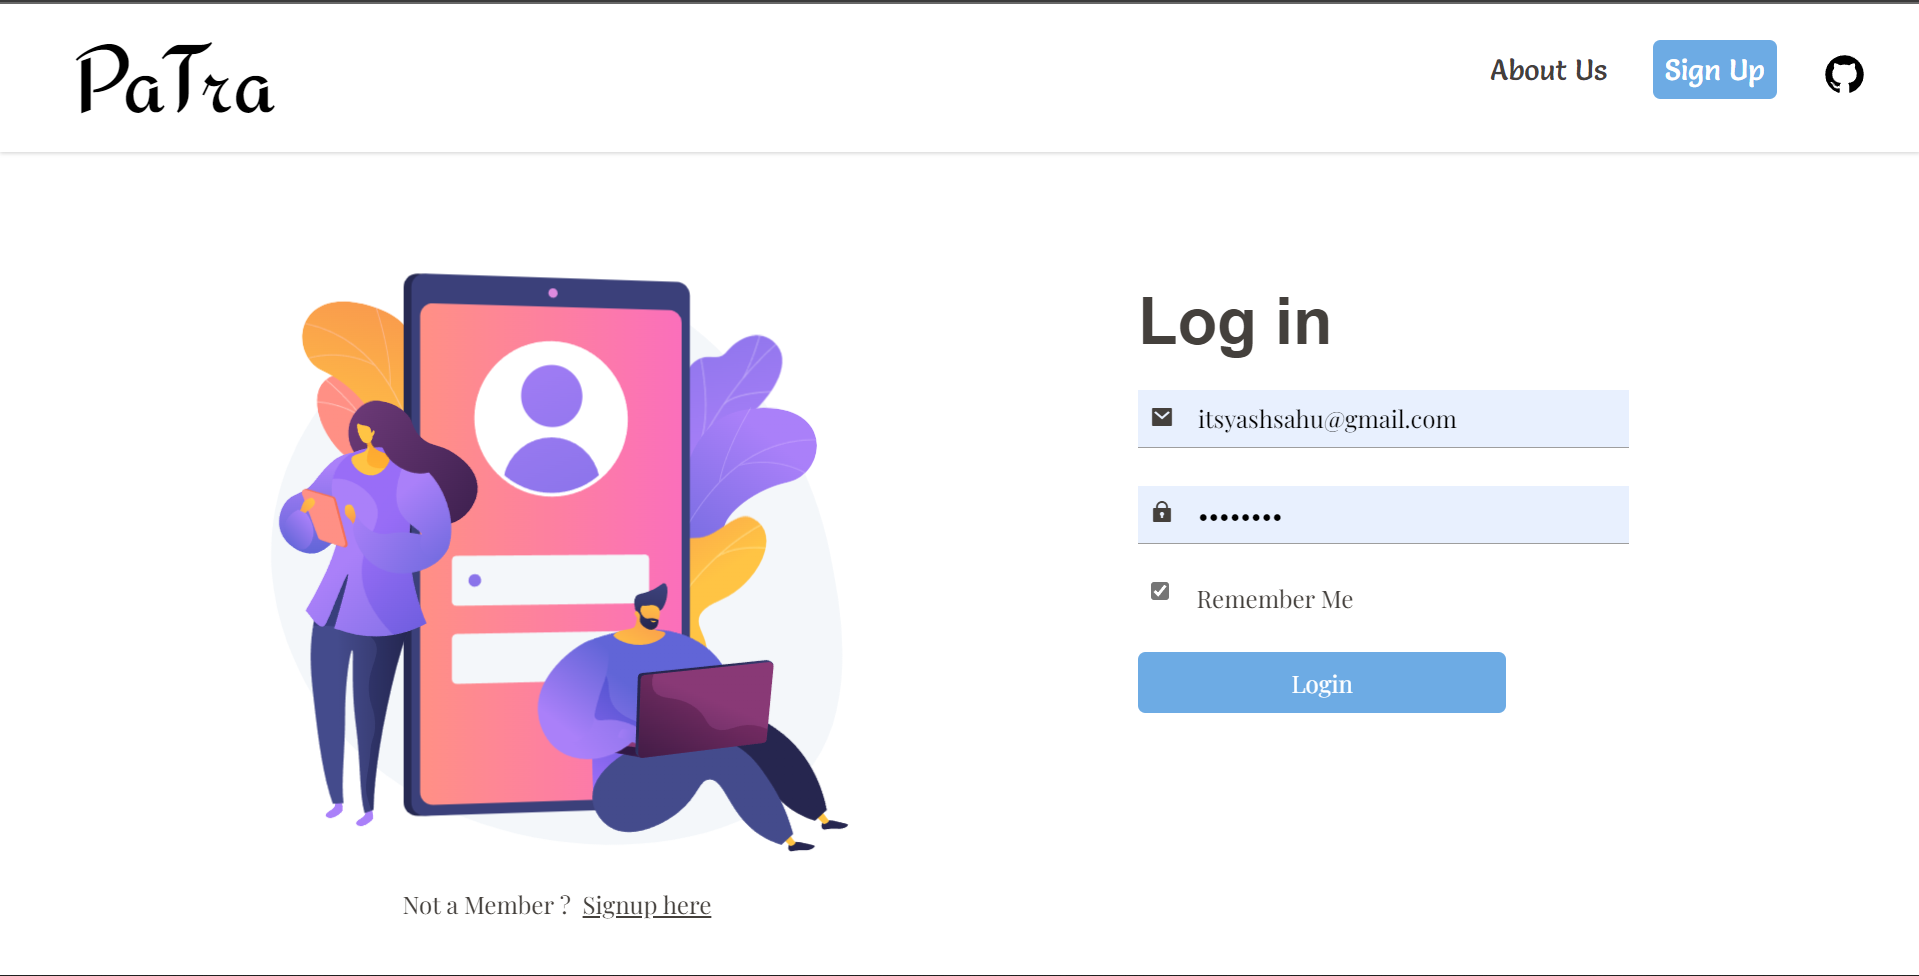 PaTra
About Us
Sign Up
Log in
itsyashsahu@gmail.com
••••••••
Remember Me
Login
Not a Member ? Signup here